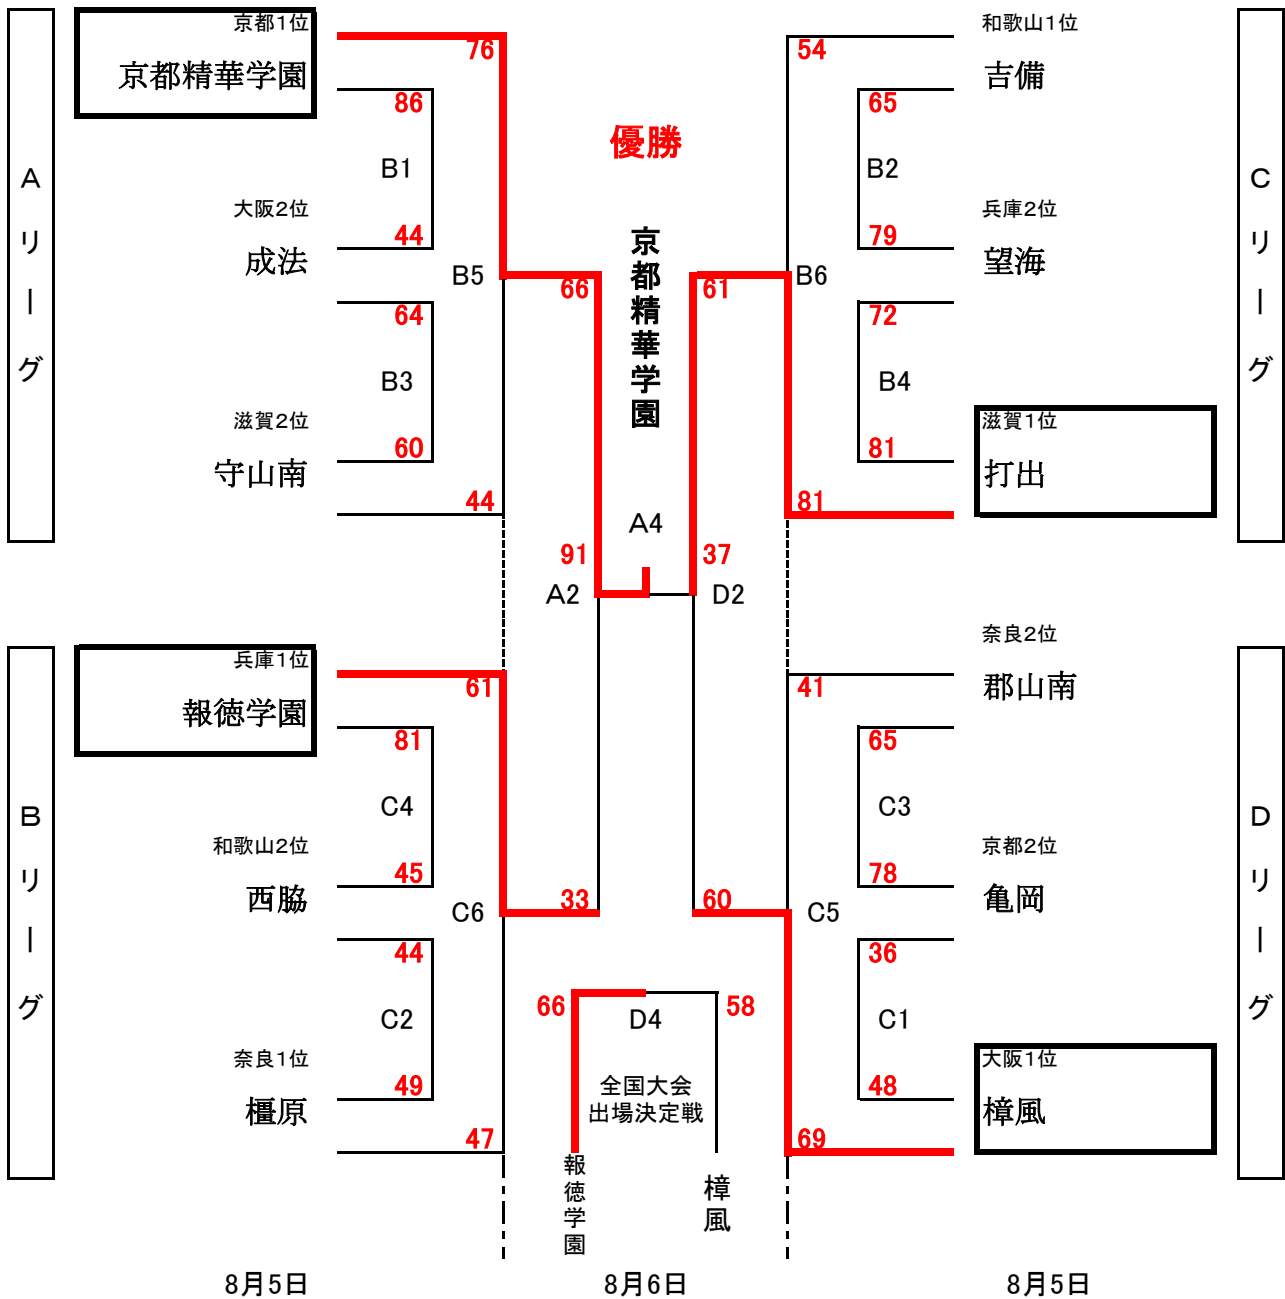 京都1位
京都精華学園
大阪2位
成法
滋賀2位
守山南
Aリーグ
76
86
B1
44
B5
64
B3
60
44
兵庫1位
報徳学園
和歌山2位
西脇
奈良1位
橿原
Bリーグ
61
81
C4
45
C6
44
C2
49
47
優勝
京都精華学園
66
61
A4
91
37
A2
D2
33
60
66
D4
58
全国大会
出場決定戦
報徳学園
樟風
和歌山1位
吉備
兵庫2位
望海
滋賀1位
打出
Cリーグ
54
65
B2
79
B6
72
B4
81
81
奈良2位
郡山南
京都2位
亀岡
大阪1位
樟風
Dリーグ
41
65
C3
78
C5
36
C1
48
69
8月5日
8月6日
8月5日